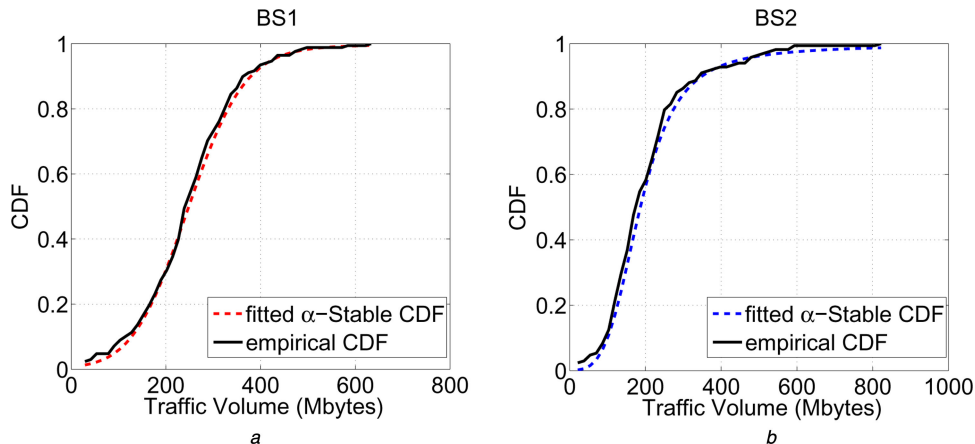 BS1
1
0.8
0.6
0.4
0.2
0
CDF
fitted α−Stable CDF
empirical CDF
0 200 400 600 800
Traffic Volume (Mbytes)
a
BS2
1
0.8
0.6
0.4
0.2
0
CDF
fitted α−Stable CDF
empirical CDF
0 200 400 600 800 1000
Traffic Volume (Mbytes)
b